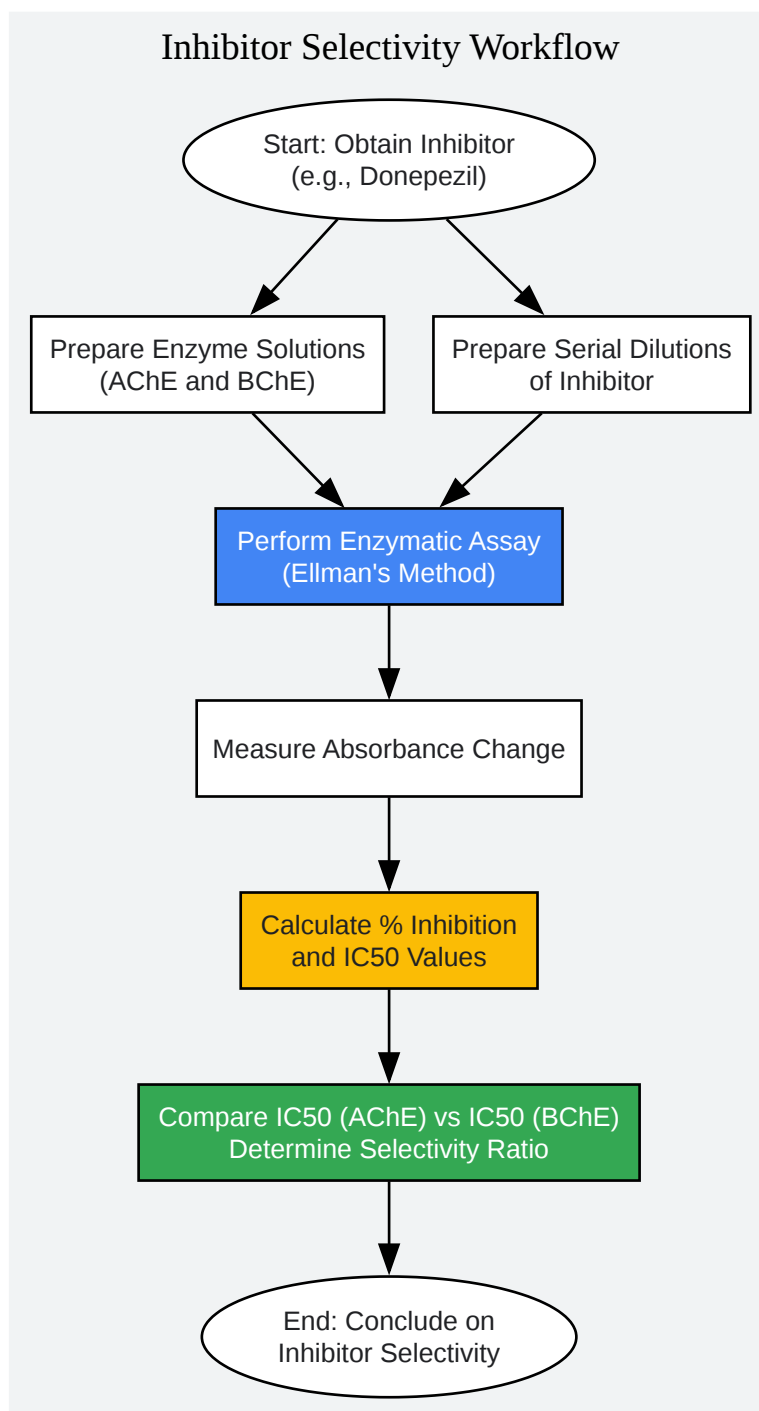 Inhibitor Selectivity Workflow
Start: Obtain Inhibitor
(e.g., Donepezil)
Prepare Enzyme Solutions
(AChE and BChE)
Prepare Serial Dilutions
of Inhibitor
Perform Enzymatic Assay
(Ellman's Method)
Measure Absorbance Change
Calculate % Inhibition
and IC50 Values
Compare IC50 (AChE) vs IC50 (BChE)
Determine Selectivity Ratio
End: Conclude on
Inhibitor Selectivity